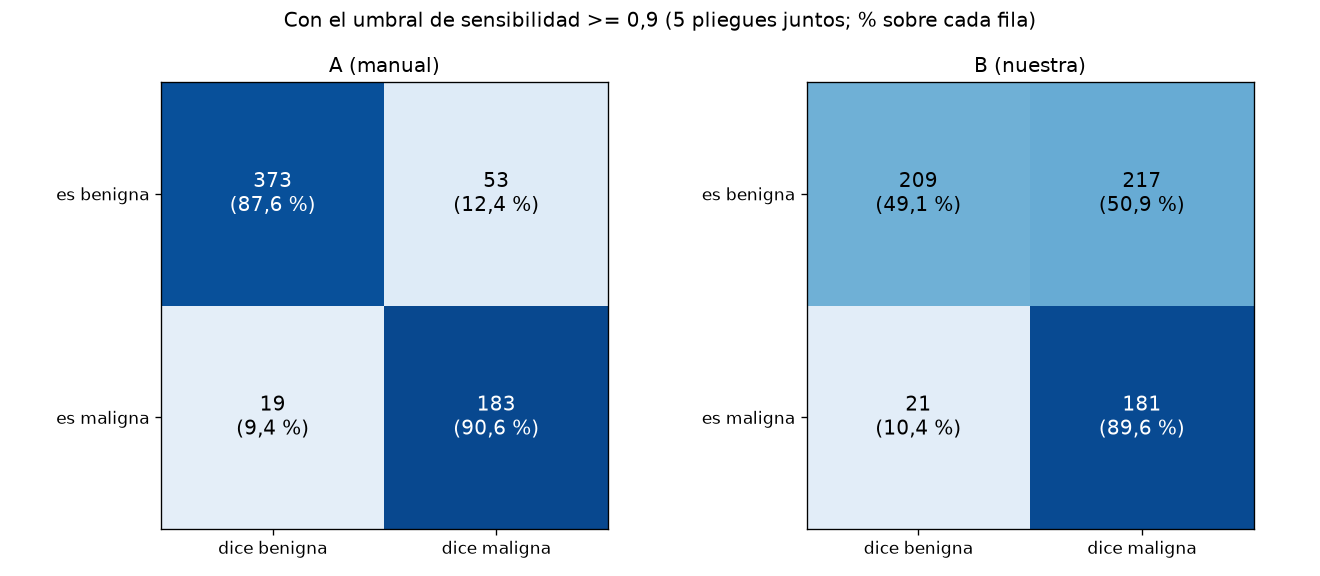 Con el umbral de sensibilidad >= 0,9 (5 pliegues juntos; % sobre cada fila)
A (manual)
es benigna
373
(87,6 %)
53
(12,4 %)
es maligna
19
(9,4 %)
183
(90,6 %)
dice benigna
dice maligna
B (nuestra)
es benigna
209
(49,1 %)
217
(50,9 %)
es maligna
21
(10,4 %)
181
(89,6 %)
dice benigna
dice maligna